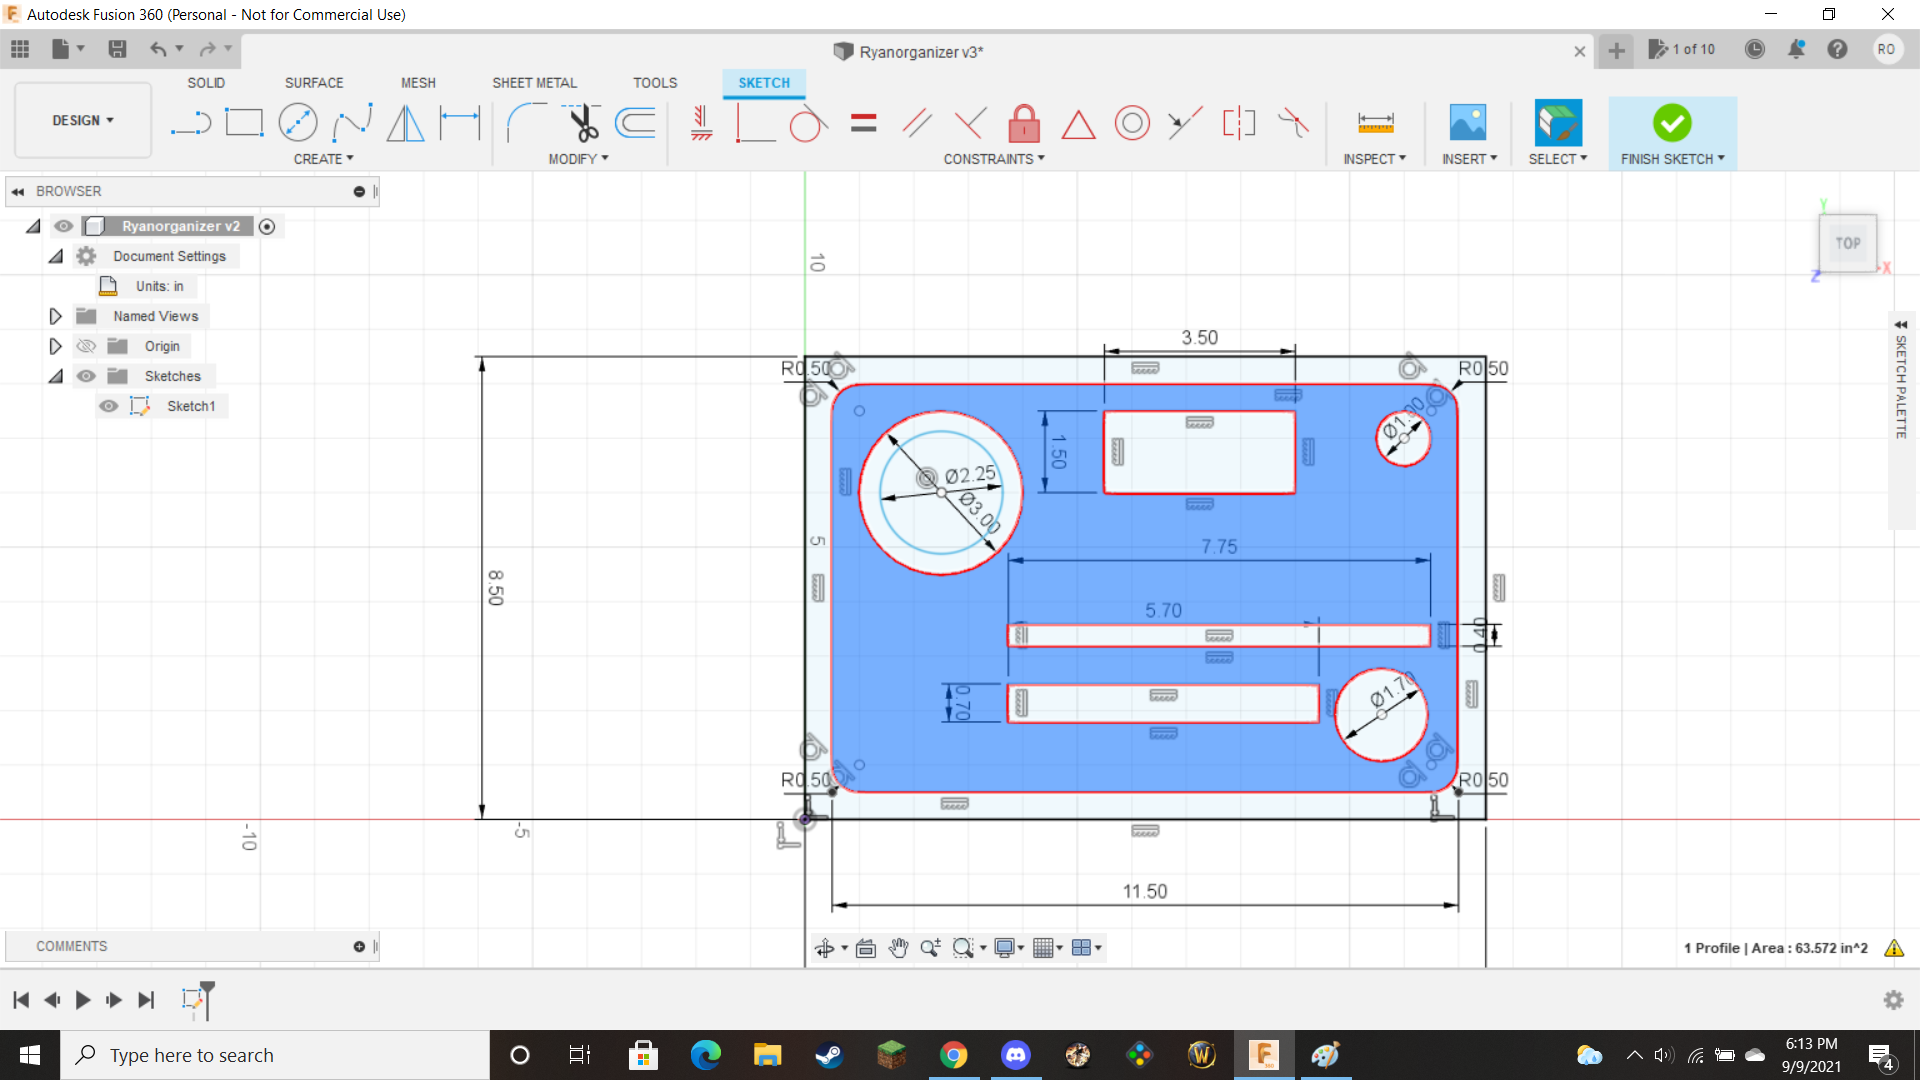 Autodesk Fusion 360 (Personal - Not for Commercial Use)
Ryanorganizer v3*
1 of 10
RO
SOLID
SURFACE
MESH
SHEET METAL
TOOLS
SKETCH
DESIGN
CREATE
MODIFY
CONSTRAINTS
INSPECT
INSERT
SELECT
FINISH SKETCH
BROWSER
Ryanorganizer v2
Document Settings
Units: in
Named Views
Origin
Sketches
Sketch1
Y
TOP
Z
X
SKETCH PALETTE
10
3.50
R0.50
R0.50
Ø1.00
1.50
Ø2.25
Ø3.00
5
7.75
8.50
5.70
0.40
0.70
Ø1.70
R0.50
R0.50
-10
-5
11.50
COMMENTS
1 Profile | Area : 63.572 in^2
Type here to search
6:13 PM
9/9/2021
4